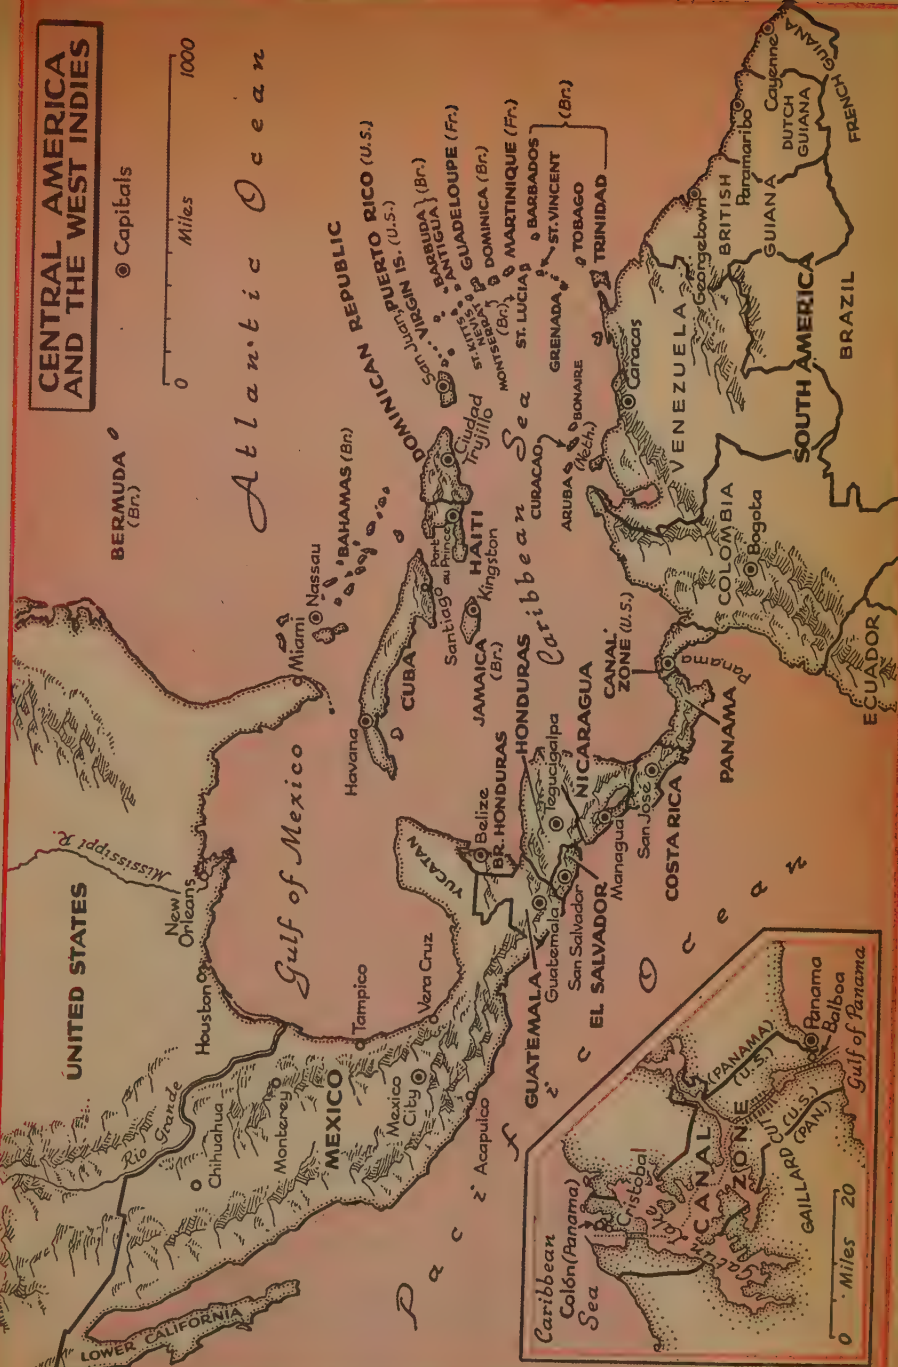 CENTRAL AMERICA
AND THE WEST INDIES
Capitals
0
Miles
1000
Atlantic Ocean
BERMUDA
(Br.)
UNITED STATES
Mississippi R.
New
Orleans
Houston
Miami
Nassau
BAHAMAS (Br.)
Gulf of Mexico
Havana
CUBA
Santiago
Port
au Prince
HAITI
DOMINICAN REPUBLIC
Ciudad
Trujillo
San Juan,
PUERTO RICO (U.S.)
VIRGIN IS. (U.S.)
BARBUDA
ANTIGUA
(Br.)
ST. KITTS
NEVIS
MONTSERRAT
(Br.)
GUADELOUPE (Fr.)
DOMINICA (Br.)
MARTINIQUE (Fr.)
ST. LUCIA
BARBADOS
ST. VINCENT
GRENADA
TOBAGO
TRINIDAD
(Br.)
JAMAICA
(Br.)
Kingston
Caribbean Sea
CURACAO
ARUBA
BONAIRE
(Neth.)
Rio Grande
Chihuahua
Monterey
MEXICO
Tampico
Mexico
City
Vera Cruz
Acapulco
LOWER CALIFORNIA
YUCATAN
Belize
BR. HONDURAS
HONDURAS
Tegucigalpa
GUATEMALA
Guatemala
San Salvador
EL SALVADOR
NICARAGUA
Managua
San José
COSTA RICA
CANAL
ZONE (U.S.)
Panama
PANAMA
Pacific Ocean
Caracas
VENEZUELA
COLOMBIA
Bogota
ECUADOR
SOUTH AMERICA
BRAZIL
Georgetown
BRITISH
GUIANA
Paramaribo
DUTCH
GUIANA
Cayenne
FRENCH
GUIANA
Caribbean
Colón (Panama)
Sea
Cristobal
Gatun Lake
CANAL
ZONE
(PANAMA)
(U.S.)
GAILLARD CUT
(U.S.)
(PAN.)
Panama
Balboa
Gulf of Panama
0
Miles
20